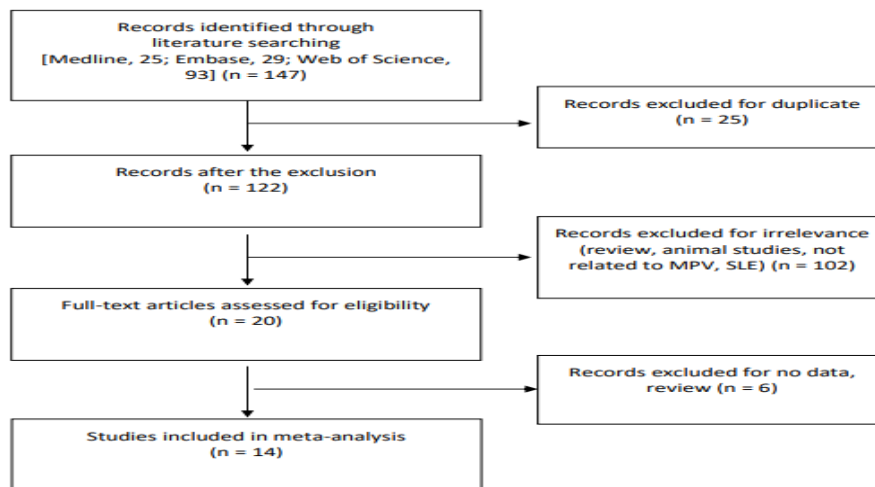 Records identified through
literature searching
[Medline, 25; Embase, 29; Web of Science,
93] (n = 147)
Records excluded for duplicate
(n = 25)
Records after the exclusion
(n = 122)
Records excluded for irrelevance
(review, animal studies, not
related to MPV, SLE) (n = 102)
Full-text articles assessed for eligibility
(n = 20)
Records excluded for no data,
review (n = 6)
Studies included in meta-analysis
(n = 14)